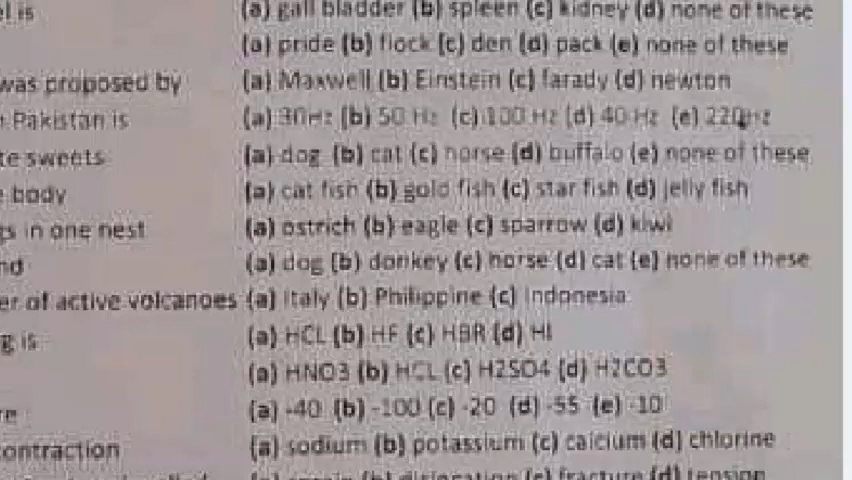 el is (a) gall bladder (b) spleen (c) kidney (d) none of these
(a) pride (b) flock (c) den (d) pack (e) none of these
was proposed by (a) Maxwell (b) Einstein (c) farady (d) newton
Pakistan is (a) 30Hz (b) 50 Hz (c) 100 Hz (d) 40 Hz (e) 220Hz
te sweets (a) dog (b) cat (c) horse (d) buffalo (e) none of these
body (a) cat fish (b) gold fish (c) star fish (d) jelly fish
gs in one nest (a) ostrich (b) eagle (c) sparrow (d) kiwi
nd (a) dog (b) donkey (c) horse (d) cat (e) none of these
er of active volcanoes (a) Italy (b) Philippine (c) Indonesia
g is (a) HCL (b) HF (c) HBR (d) HI
(a) HNO3 (b) HCL (c) H2SO4 (d) H2CO3
re (a) -40 (b) -100 (c) -20 (d) -55 (e) -10
contraction (a) sodium (b) potassium (c) calcium (d) chlorine
(b) dislocation (c) fracture (d) tension